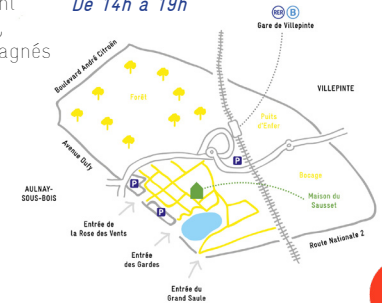 nt
De 14h à 19h
agnés
RER B
Gare de Villepinte
Boulevard André Citroën
VILLEPINTE
Forêt
Puits
d'Enfer
Avenue Dufy
P
Bocage
AULNAY-
SOUS-BOIS
P
Maison du
Sausset
P
Entrée de
la Rose des Vents
Route Nationale 2
Entrée
des Gardes
Entrée du
Grand Saule